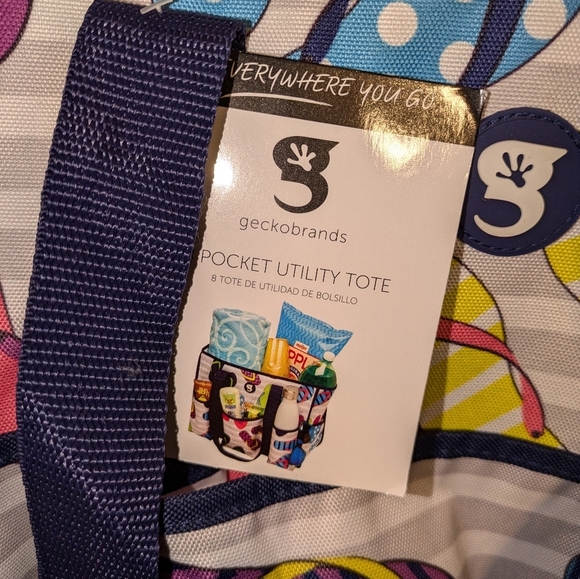 VERYWHERE YOU GO
geckobrands
POCKET UTILITY TOTE
8 TOTE DE UTILIDAD DE BOLSILLO